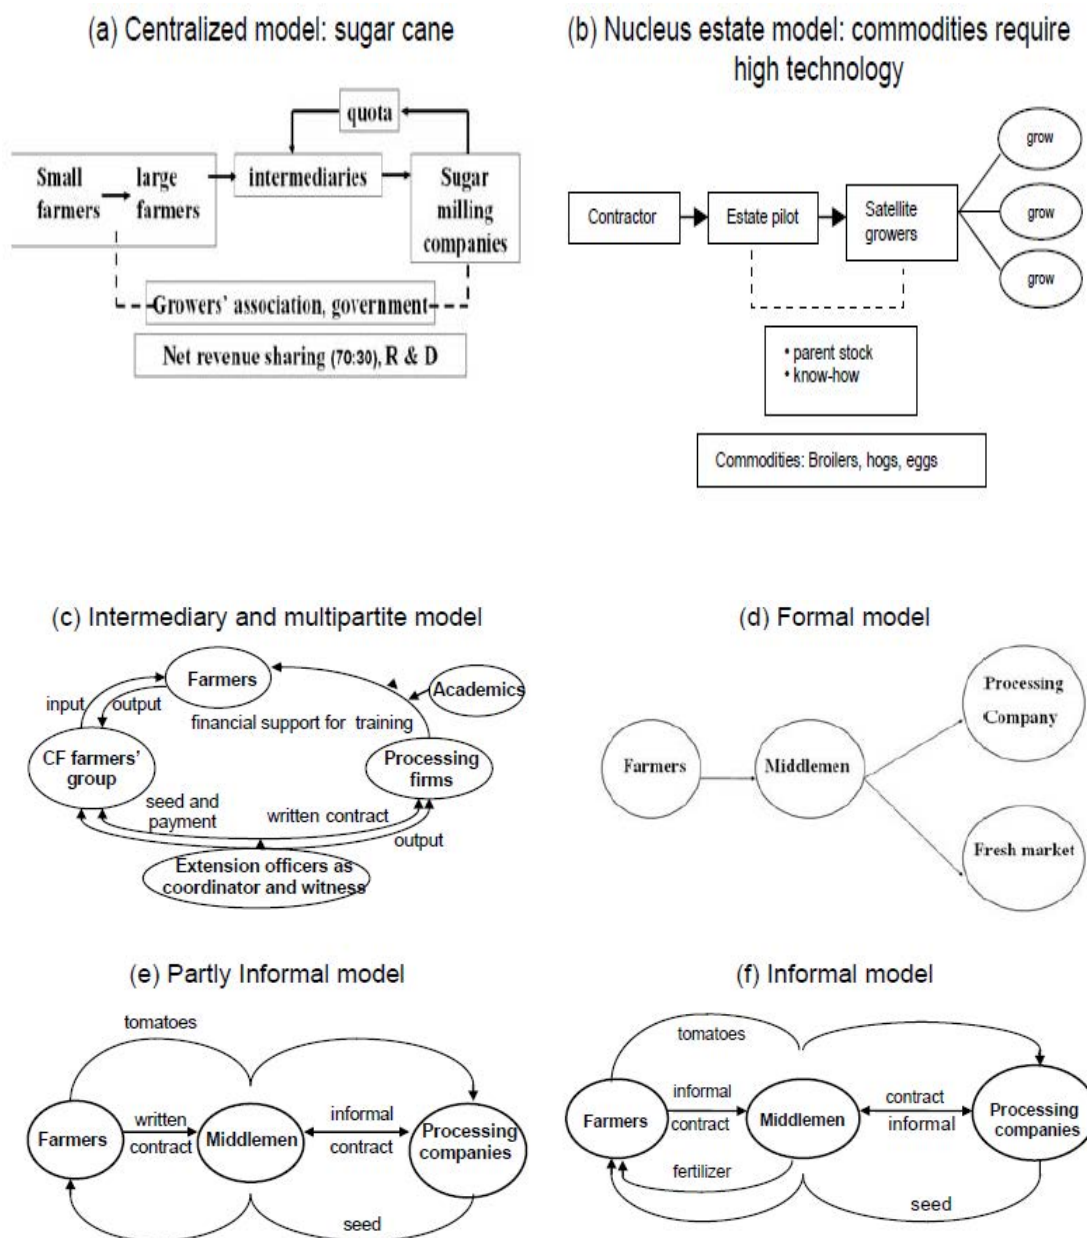 (a) Centralized model: sugar cane
quota
Small
farmers
large
farmers
intermediaries
Sugar
milling
companies
Growers' association, government
Net revenue sharing (70:30), R & D
(b) Nucleus estate model: commodities require
high technology
Contractor
Estate pilot
Satellite
growers
grow
grow
grow
• parent stock
• know-how
Commodities: Broilers, hogs, eggs
(c) Intermediary and multipartite model
Farmers
Academics
input
output
financial support for training
CF farmers'
group
Processing
firms
seed and
payment
written contract
output
Extension officers as
coordinator and witness
(d) Formal model
Farmers
Middlemen
Processing
Company
Fresh market
(e) Partly Informal model
tomatoes
Farmers
written
contract
Middlemen
informal
contract
Processing
companies
seed
(f) Informal model
tomatoes
Farmers
informal
contract
Middlemen
contract
informal
Processing
companies
fertilizer
seed